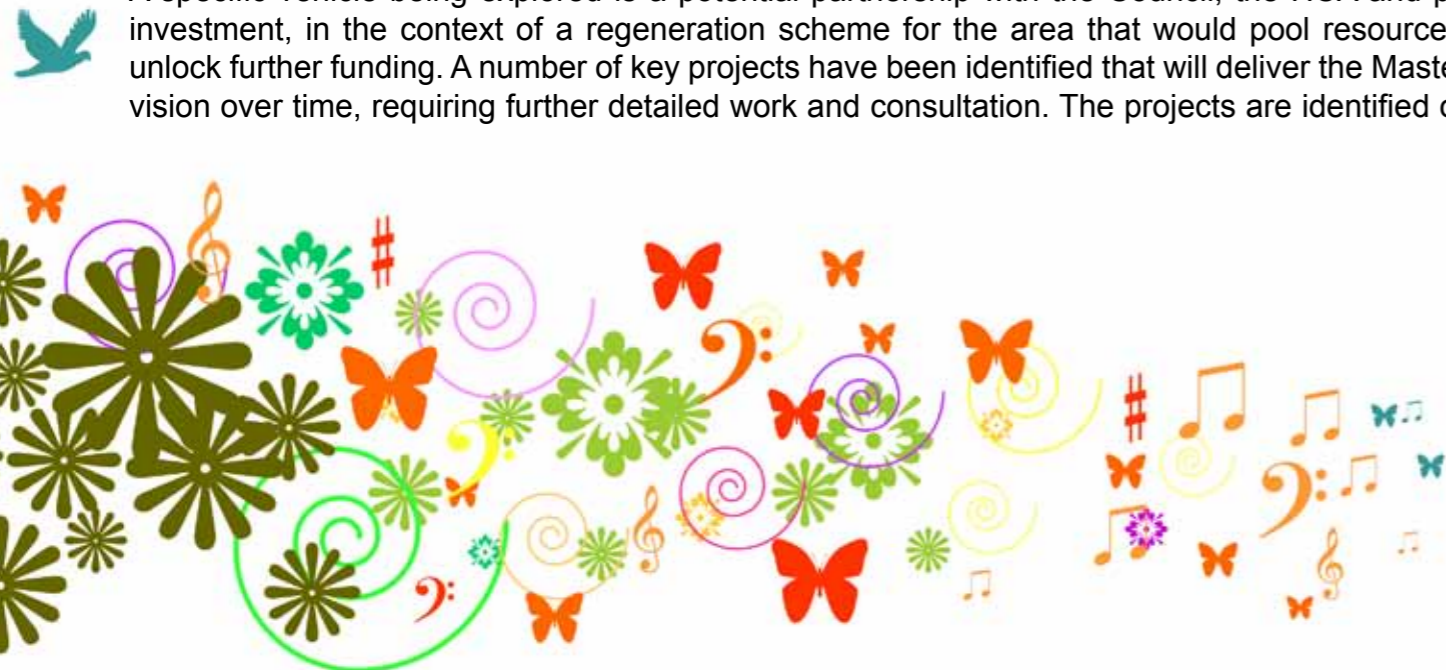 investment, in the context of a regeneration scheme for the area that would pool
unlock further funding. A number of key projects have been identified that will deliver the
vision over time, requiring further detailed work and consultation. The projects are identified